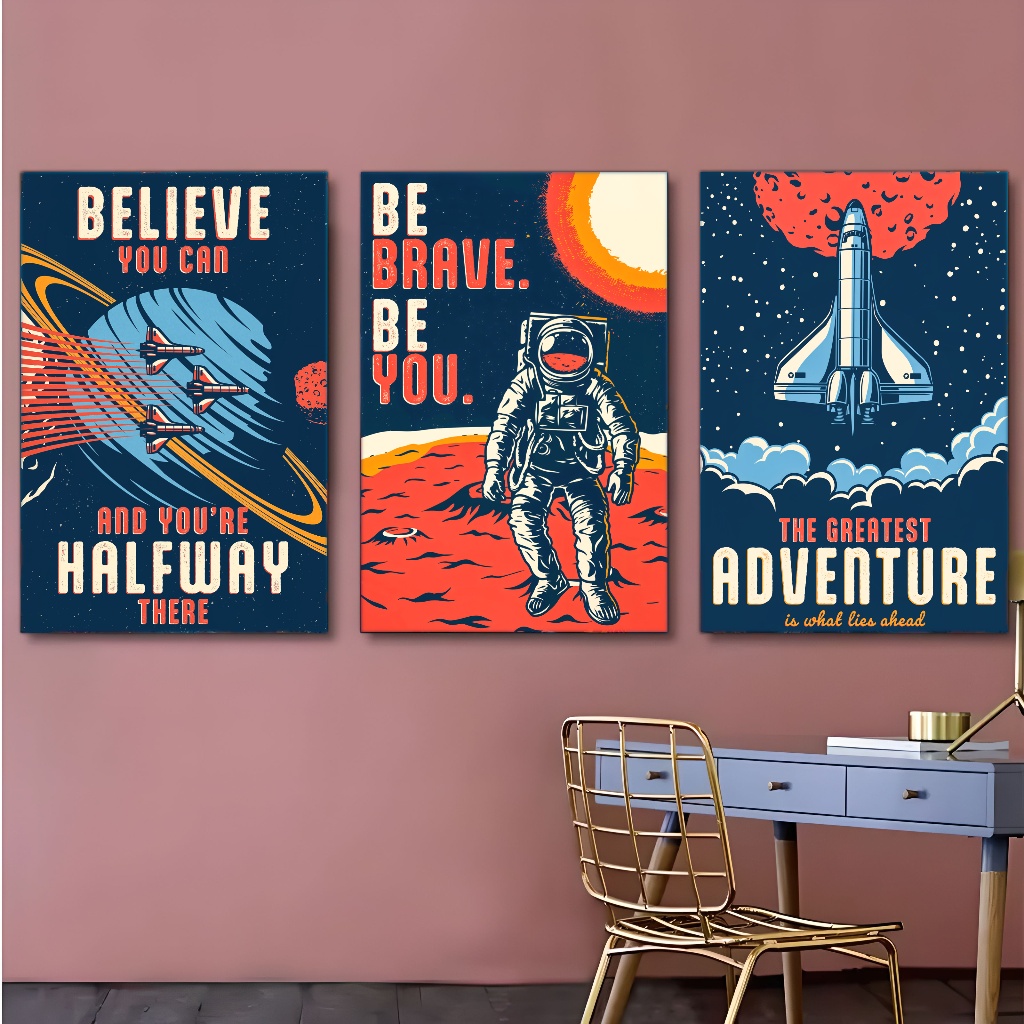 BELIEVE
YOU CAN
AND YOU'RE
HALFWAY
THERE
BE
BRAVE.
BE
YOU.
THE GREATEST
ADVENTURE
is what lies ahead